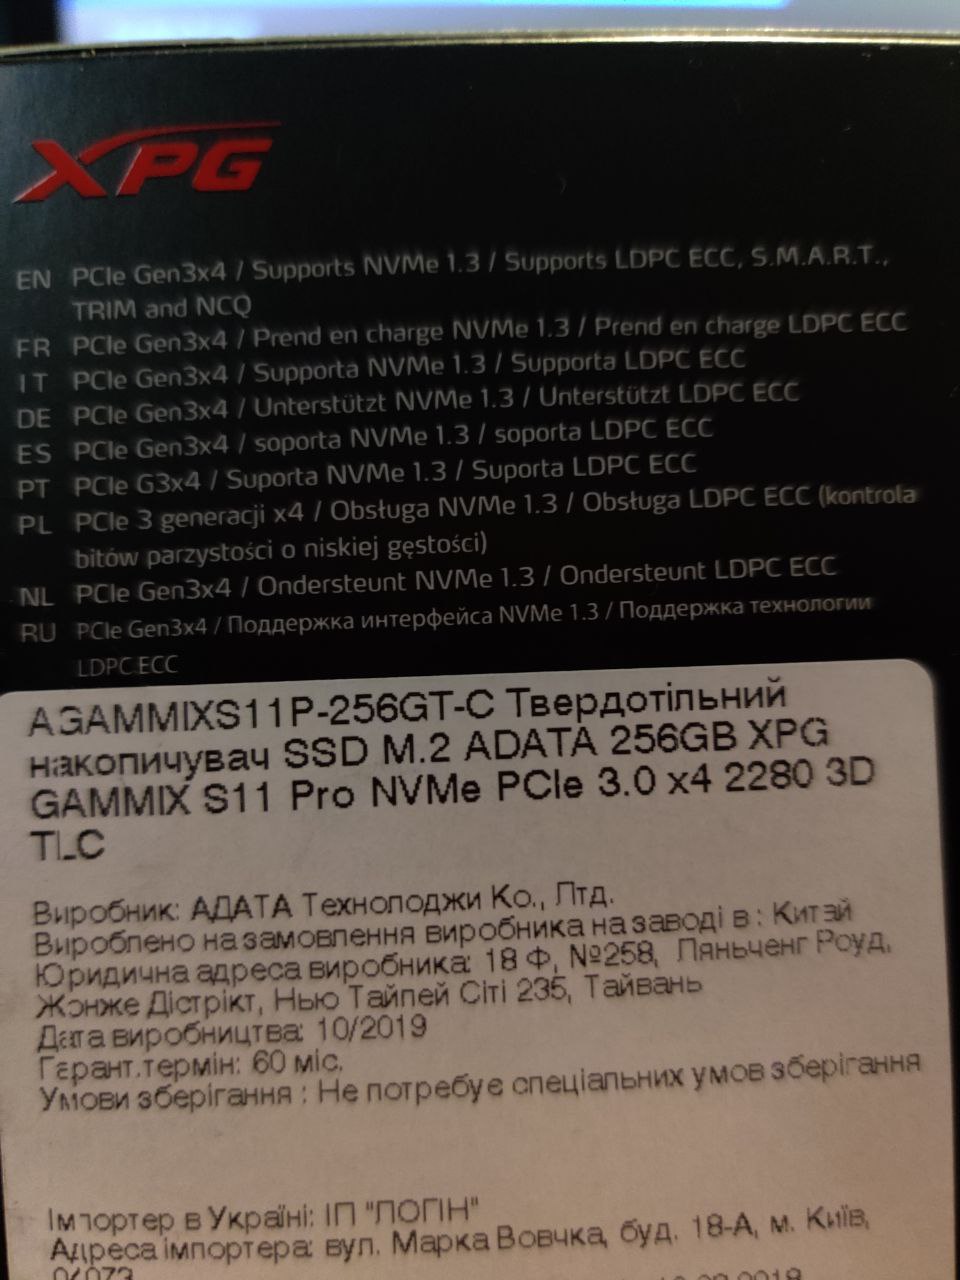 XPG
EN PCIe Gen3x4 / Supports NVMe 1.3 / Supports LDPC ECC, S.M.A.R.T.,
TRIM and NCQ
FR PCIe Gen3x4 / Prend en charge NVMe 1.3 / Prend en charge LDPC ECC
IT PCIe Gen3x4 / Supporta NVMe 1.3 / Supporta LDPC ECC
DE PCIe Gen3x4 / Unterstützt NVMe 1.3 / Unterstützt LDPC ECC
ES PCIe Gen3x4 / soporta NVMe 1.3 / soporta LDPC ECC
PT PCIe G3x4 / Suporta NVMe 1.3 / Suporta LDPC ECC
PL PCIe 3 generacji x4 / Obsługa NVMe 1.3 / Obsługa LDPC ECC (kontrola
bitów parzystości o niskiej gęstości)
NL PCIe Gen3x4 / Ondersteunt NVMe 1.3 / Ondersteunt LDPC ECC
RU PCIe Gen3x4 / Поддержка интерфейса NVMe 1.3 / Поддержка технологии
LDPC ECC
AGAMMIXS11P-256GT-C Твердотільний
накопичувач SSD M.2 ADATA 256GB XPG
GAMMIX S11 Pro NVMe PCIe 3.0 x4 2280 3D
TLC
Виробник: АДАТА Технолоджи Ко., Лтд.
Вироблено на замовлення виробника на заводі в : Китай
Юридична адреса виробника: 18 Ф, №258, Ляньченг Роуд,
Жонже Дістрікт, Нью Тайпей Сіті 235, Тайвань
Дата виробництва: 10/2019
Гарант.термін: 60 міс.
Умови зберігання : Не потребує спеціальних умов зберігання
Імпортер в Україні: ІП "ЛОГІН"
Адреса імпортера: вул. Марка Вовчка, буд. 18-А, м. Київ,
04073